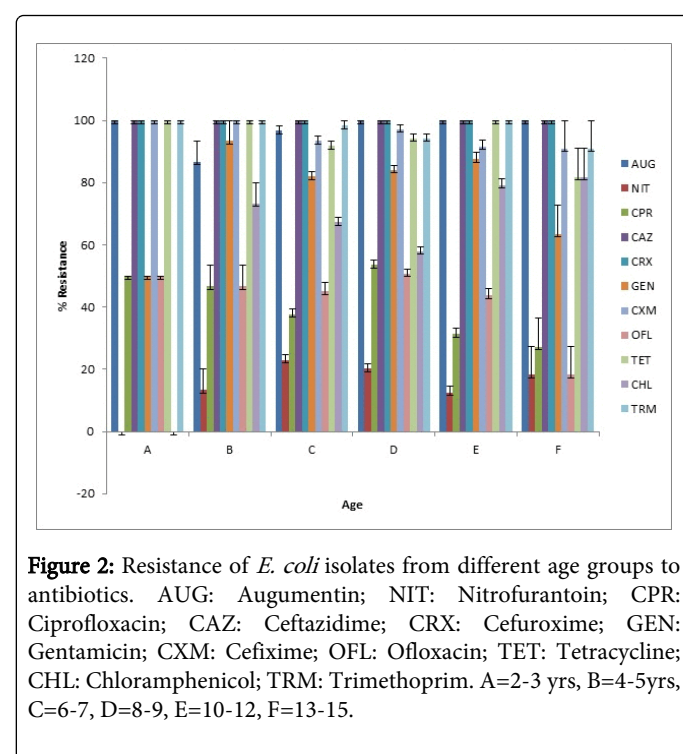 120
100
80
60
40
20
0
-20
% Resistance
A B C D E F
Age
AUG
NIT
CPR
CAZ
CRX
GEN
CXM
OFL
TET
CHL
TRM
Figure 2: Resistance of E. coli isolates from different age groups to
antibiotics. AUG: Augumentin; NIT: Nitrofurantoin; CPR:
Ciprofloxacin; CAZ: Ceftazidime; CRX: Cefuroxime; GEN:
Gentamicin; CXM: Cefixime; OFL: Ofloxacin; TET: Tetracycline;
CHL: Chloramphenicol; TRM: Trimethoprim. A=2-3 yrs, B=4-5yrs,
C=6-7, D=8-9, E=10-12, F=13-15.